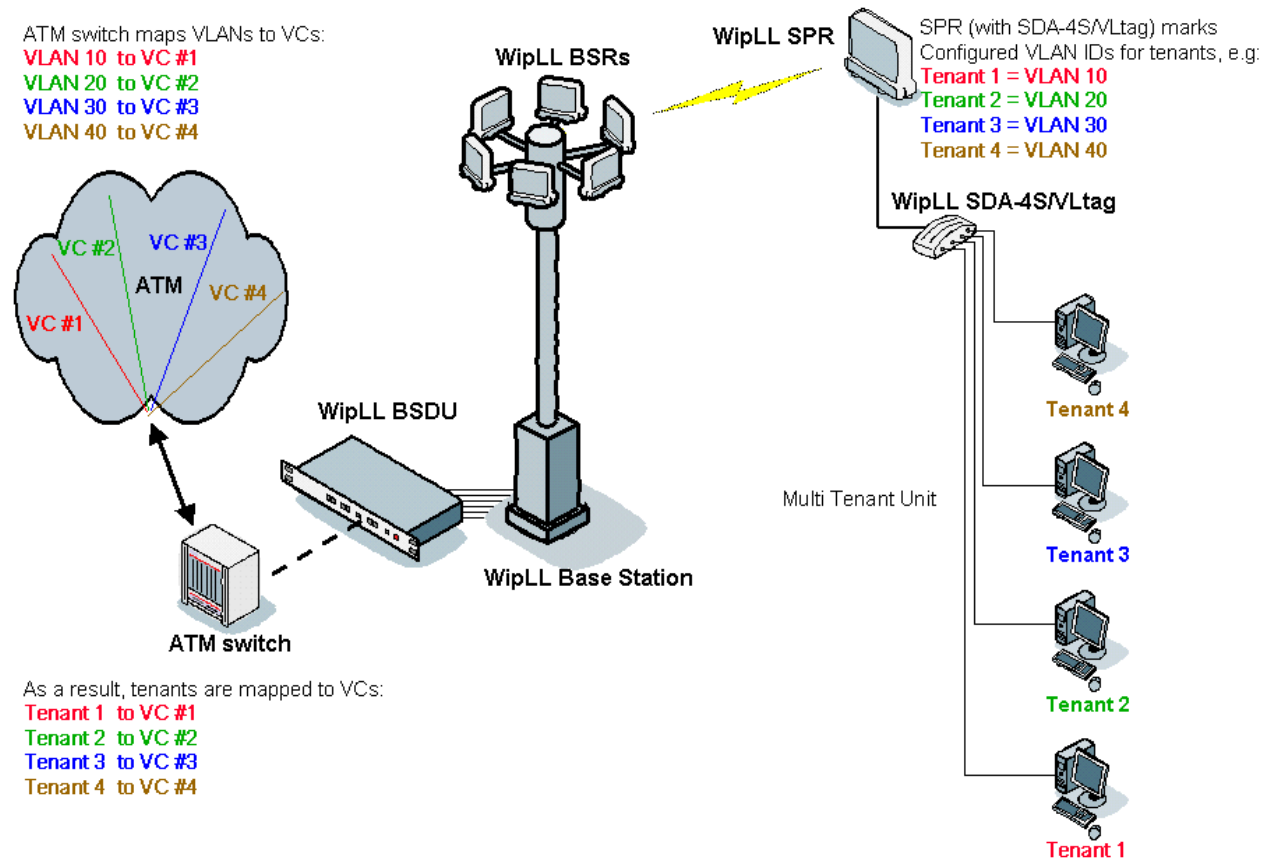 ATM switch maps VLANs to VCs:
VLAN 10 to VC #1
VLAN 20 to VC #2
VLAN 30 to VC #3
VLAN 40 to VC #4
WipLL BSRs
WipLL SPR
SPR (with SDA-4S/VLtag) marks
Configured VLAN IDs for tenants, e.g:
Tenant 1 = VLAN 10
Tenant 2 = VLAN 20
Tenant 3 = VLAN 30
Tenant 4 = VLAN 40
WipLL SDA-4S/VLtag
VC #2
VC #3
ATM
VC #4
VC #1
Tenant 4
WipLL BSDU
Multi Tenant Unit
Tenant 3
WipLL Base Station
ATM switch
Tenant 2
As a result, tenants are mapped to VCs:
Tenant 1 to VC #1
Tenant 2 to VC #2
Tenant 3 to VC #3
Tenant 4 to VC #4
Tenant 1